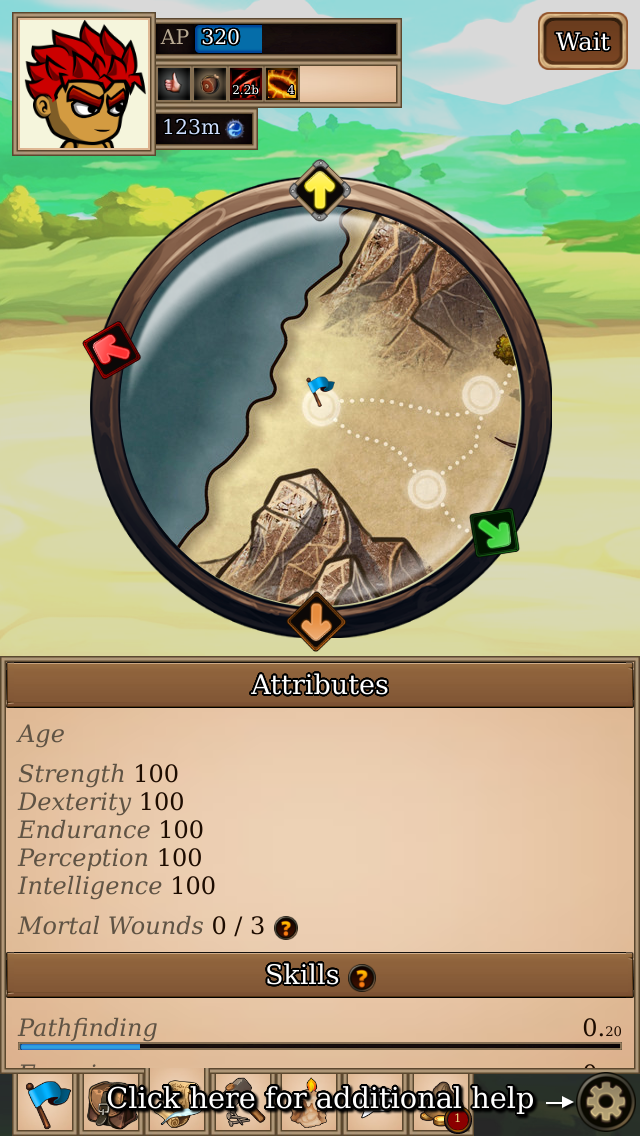 AP 320
Wait
2.2b 4
123m
Attributes
Age
Strength 100
Dexterity 100
Endurance 100
Perception 100
Intelligence 100
Mortal Wounds 0 / 3 ?
Skills ?
Pathfinding 0.20
Click here for additional help →
1